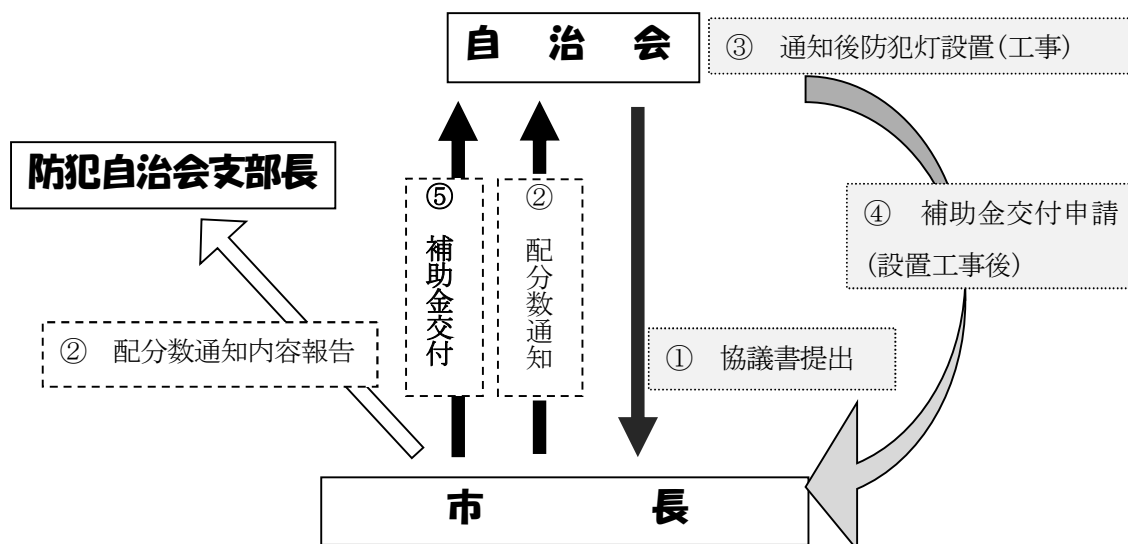 自　治　会
③　通知後防犯灯設置(工事)
防犯自治会支部長
⑤　補助金交付
②　配分数通知
④　補助金交付申請
(設置工事後)
②　配分数通知内容報告
①　協議書提出
市　　　長